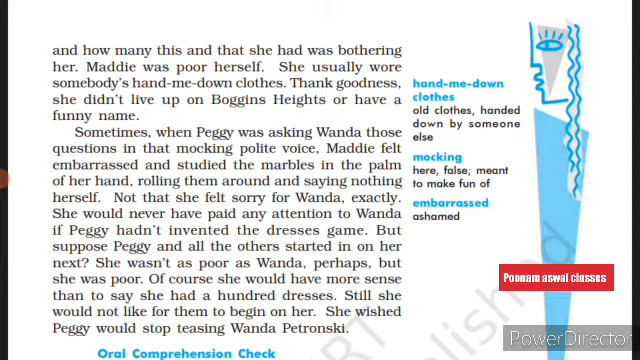 and how many this and that she had was bothering
her. Maddie was poor herself. She usually wore
somebody's hand-me-down clothes. Thank goodness,
she didn't live up on Boggins Heights or have a
funny name.
Sometimes, when Peggy was asking Wanda those
questions in that mocking polite voice, Maddie felt
embarrassed and studied the marbles in the palm
of her hand, rolling them around and saying nothing
herself. Not that she felt sorry for Wanda, exactly.
She would never have paid any attention to Wanda
if Peggy hadn't invented the dresses game. But
suppose Peggy and all the others started in on her
next? She wasn't as poor as Wanda, perhaps, but
she was poor. Of course she would have more sense
than to say she had a hundred dresses. Still she
would not like for them to begin on her. She wished
Peggy would stop teasing Wanda Petronski.
Oral Comprehension Check
hand-me-down
clothes
old clothes, handed
down by someone
else
mocking
here, false; meant
to make fun of
embarrassed
ashamed
Poonam aswal classes
PowerDirector